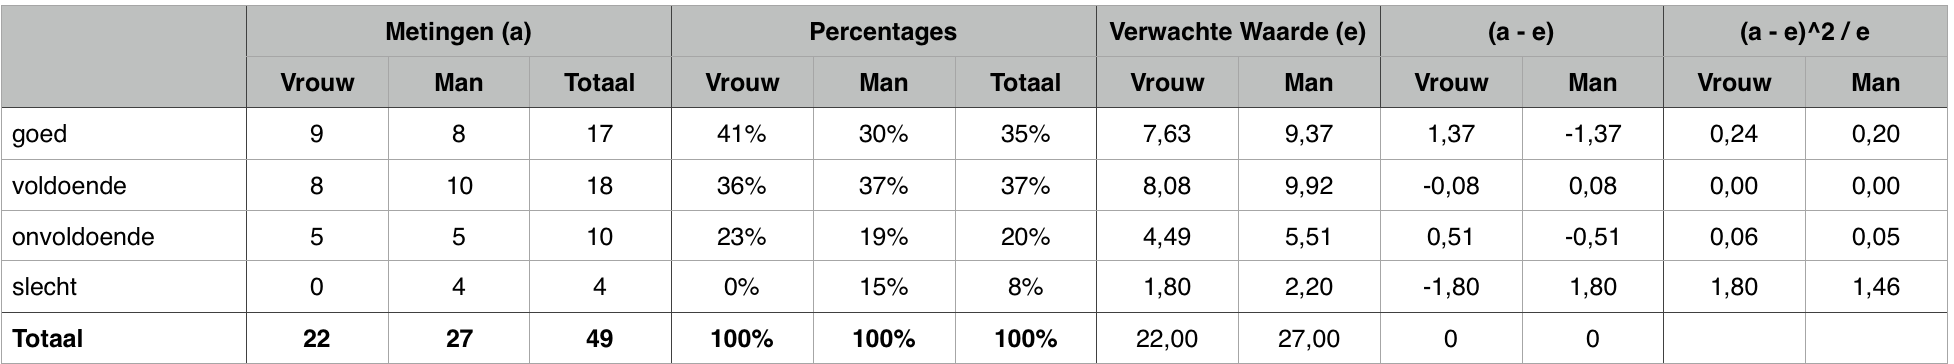 Metingen (a) Percentages Verwachte Waarde (e) (a - e) (a - e)^2 / e
Vrouw Man Totaal Vrouw Man Totaal Vrouw Man Vrouw Man Vrouw Man
goed 9 8 17 41% 30% 35% 7,63 9,37 1,37 -1,37 0,24 0,20
voldoende 8 10 18 36% 37% 37% 8,08 9,92 -0,08 0,08 0,00 0,00
onvoldoende 5 5 10 23% 19% 20% 4,49 5,51 0,51 -0,51 0,06 0,05
slecht 0 4 4 0% 15% 8% 1,80 2,20 -1,80 1,80 1,80 1,46
Totaal 22 27 49 100% 100% 100% 22,00 27,00 0 0